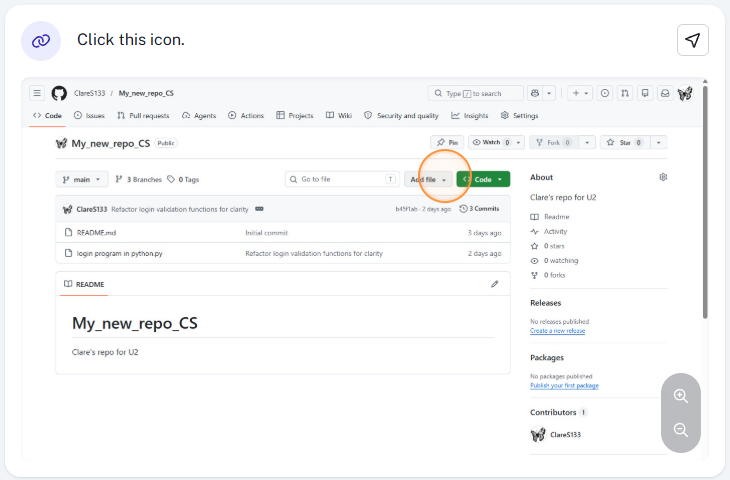 Click this icon.
ClareS133 / My_new_repo_CS
Type / to search
Code Issues Pull requests Agents Actions Projects Wiki Security and quality Insights Settings
My_new_repo_CS Public
Pin Watch 0 Fork 0 Star 0
main 3 Branches 0 Tags
Go to file T
Add file
Code
ClareS133 Refactor login validation functions for clarity
2 days ago 3 Commits
README.md Initial commit 3 days ago
login program in python.py Refactor login validation functions for clarity 2 days ago
README
My_new_repo_CS
Clare's repo for U2
About
Clare's repo for U2
Readme
Activity
0 stars
0 watching
0 forks
Releases
No releases published
Create a new release
Packages
No packages published
Publish your first package
Contributors 1
ClareS133